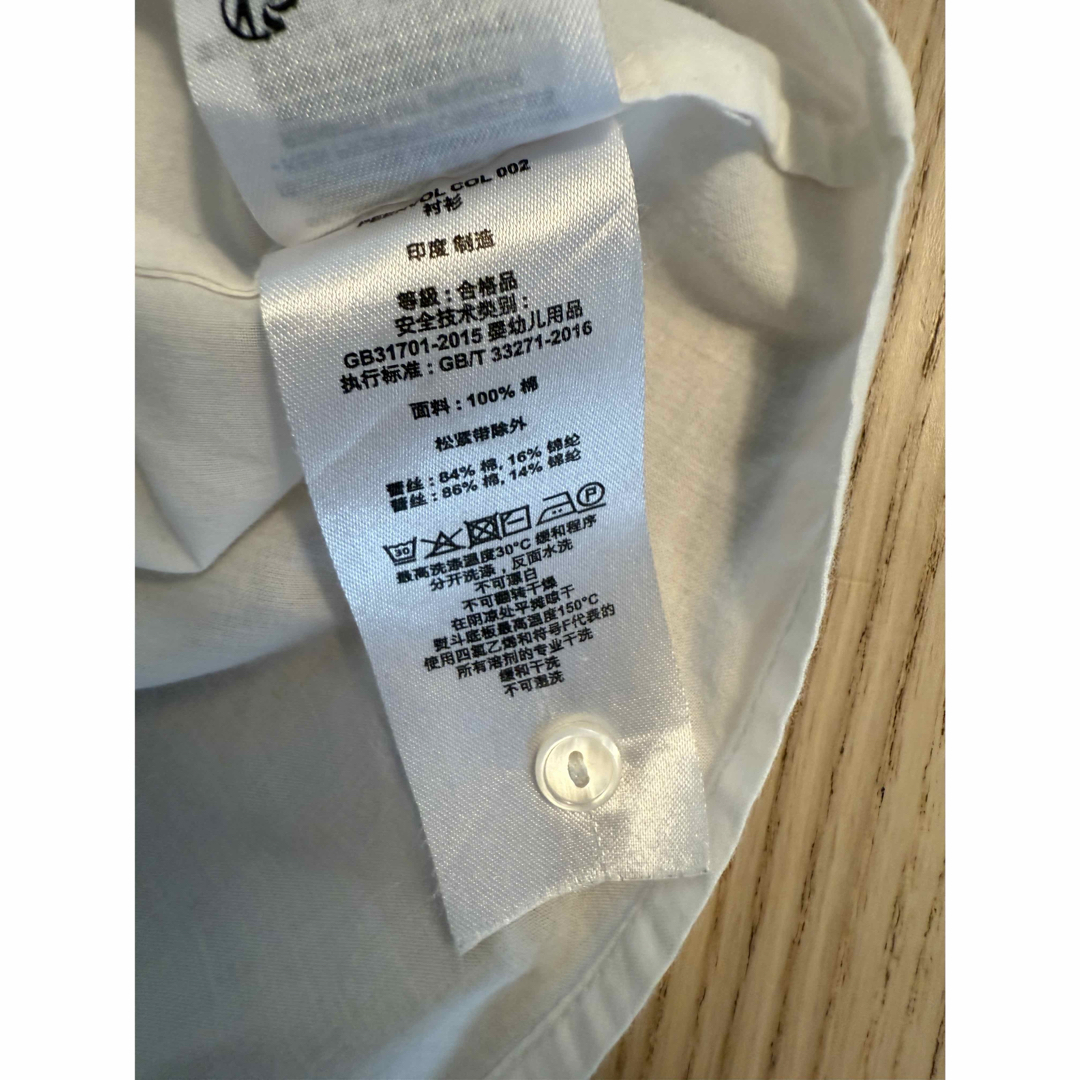 COL 002
衬衫
印度 制造
等級：合格品
安全技术类别：
GB31701-2015 婴幼儿用品
执行标准：GB/T 33271-2016
面料：100% 棉
松紧带除外
蕾丝：84% 棉, 16% 锦纶
蕾丝：86% 棉, 14% 锦纶
30 P
最高洗涤温度30°C 缓和程序
分开洗涤，反面水洗
不可漂白
不可翻转干燥
在阴凉处平摊晾干
熨斗底板最高温度150°C
使用四氯乙烯和符号F代表的
所有溶剂的专业干洗
缓和干洗
不可湿洗